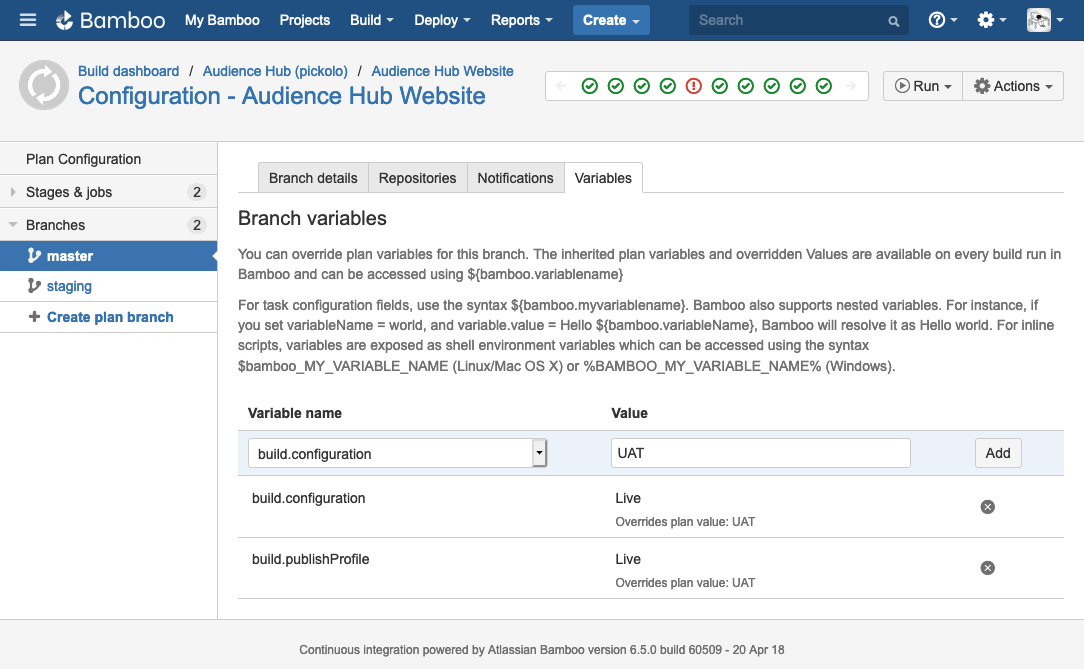 Bamboo My Bamboo Projects Build Deploy Reports Create Search
Build dashboard / Audience Hub (pickolo) / Audience Hub Website
Configuration - Audience Hub Website
Run Actions
Plan Configuration
Stages & jobs 2
Branches 2
master
staging
Create plan branch
Branch details Repositories Notifications Variables
Branch variables
You can override plan variables for this branch. The inherited plan variables and overridden Values are available on every build run in
Bamboo and can be accessed using ${bamboo.variablename}
For task configuration fields, use the syntax ${bamboo.myvariablename}. Bamboo also supports nested variables. For instance, if
you set variableName = world, and variable.value = Hello ${bamboo.variableName}, Bamboo will resolve it as Hello world. For inline
scripts, variables are exposed as shell environment variables which can be accessed using the syntax
$bamboo_MY_VARIABLE_NAME (Linux/Mac OS X) or %BAMBOO_MY_VARIABLE_NAME% (Windows).
Variable name Value
build.configuration UAT Add
build.configuration Live
Overrides plan value: UAT
build.publishProfile Live
Overrides plan value: UAT
Continuous integration powered by Atlassian Bamboo version 6.5.0 build 60509 - 20 Apr 18